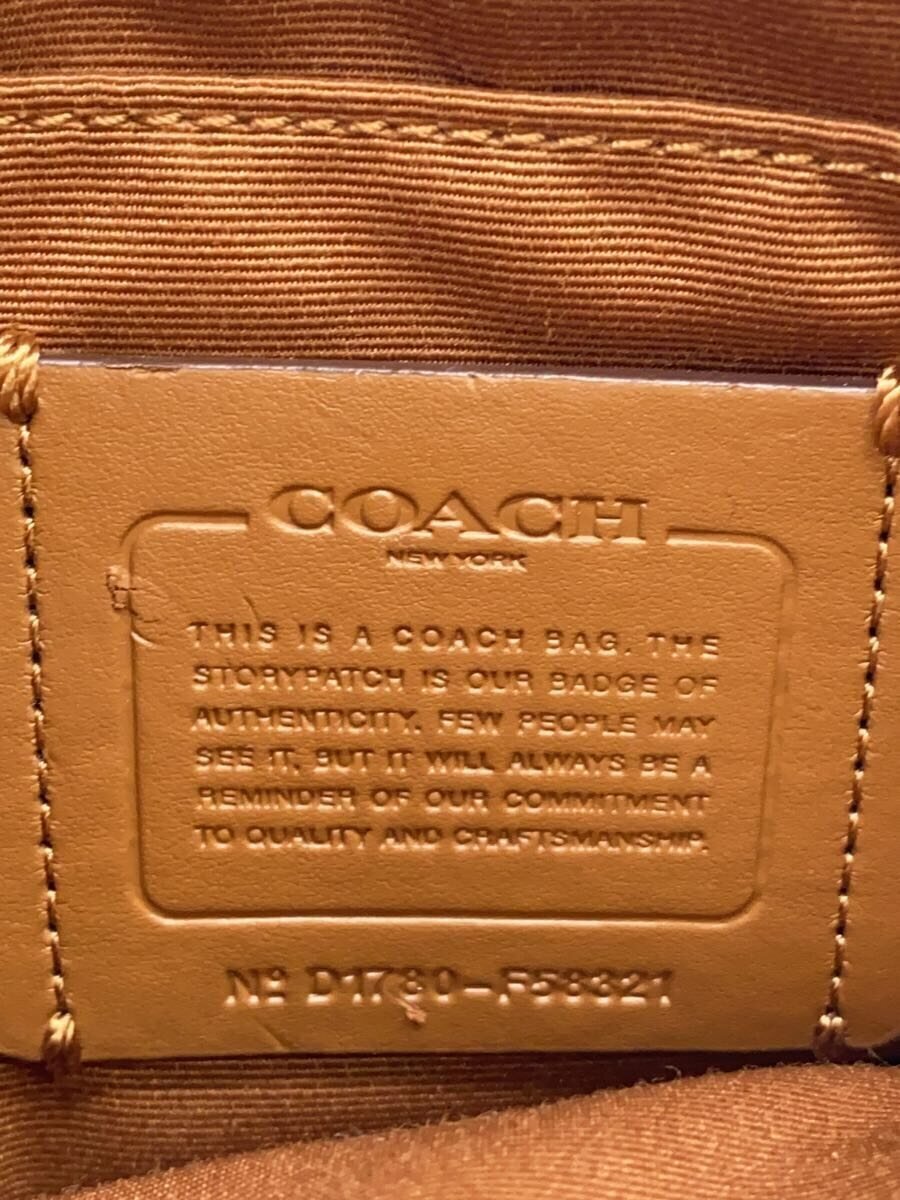 COACH
NEW YORK
THIS IS A COACH BAG. THE
STORYPATCH IS OUR BADGE OF
AUTHENTICITY. FEW PEOPLE MAY
SEE IT, BUT IT WILL ALWAYS BE A
REMINDER OF OUR COMMITMENT
TO QUALITY AND CRAFTSMANSHIP.
Nº D1780-F58321